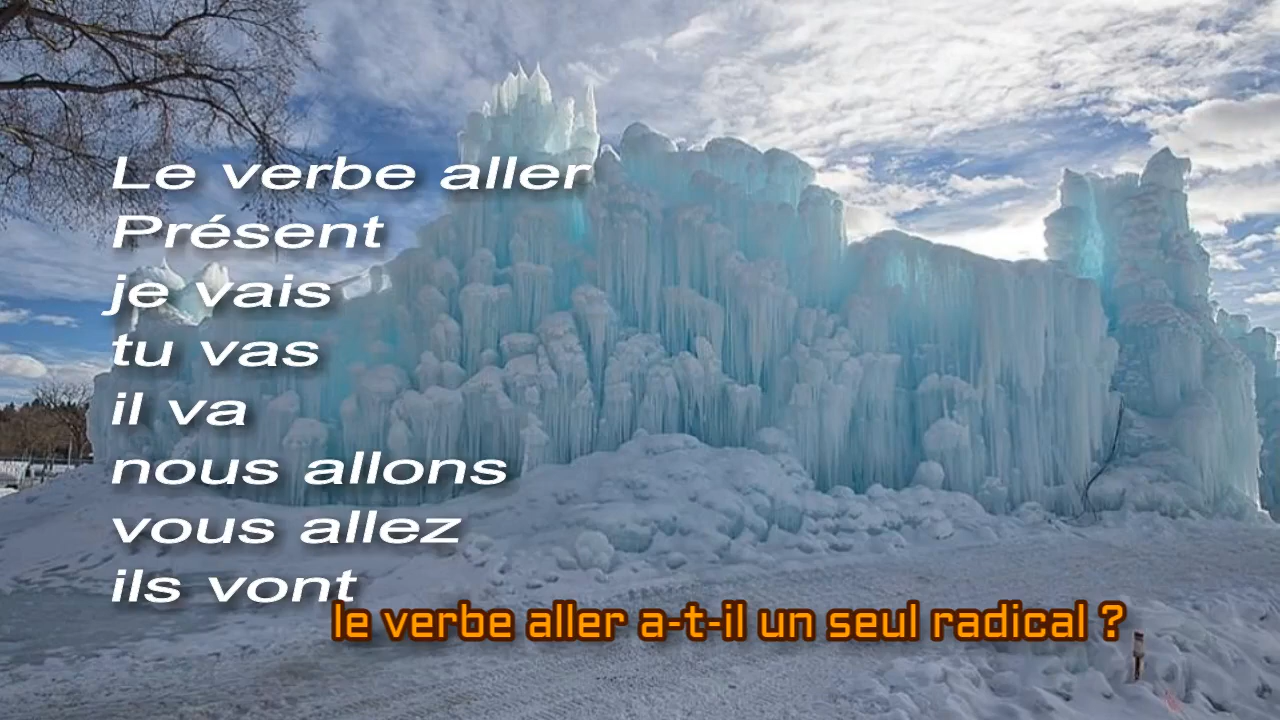 Le verbe aller
Présent
je vais
tu vas
il va
nous allons
vous allez
ils vont
le verbe aller a-t-il un seul radical ?